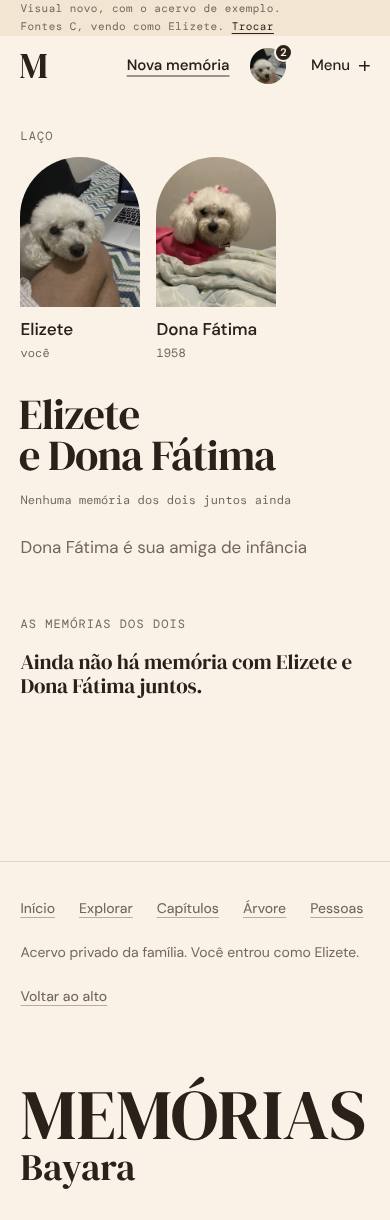 Visual novo, com o acervo de exemplo.
Fontes C, vendo como Elizete. Trocar
M
Nova memória
2
Menu +
LAÇO
Elizete
você
Dona Fátima
1958
Elizete
e Dona Fátima
Nenhuma memória dos dois juntos ainda
Dona Fátima é sua amiga de infância
AS MEMÓRIAS DOS DOIS
Ainda não há memória com Elizete e
Dona Fátima juntos.
Início Explorar Capítulos Árvore Pessoas
Acervo privado da família. Você entrou como Elizete.
Voltar ao alto
MEMÓRIAS
Bayara